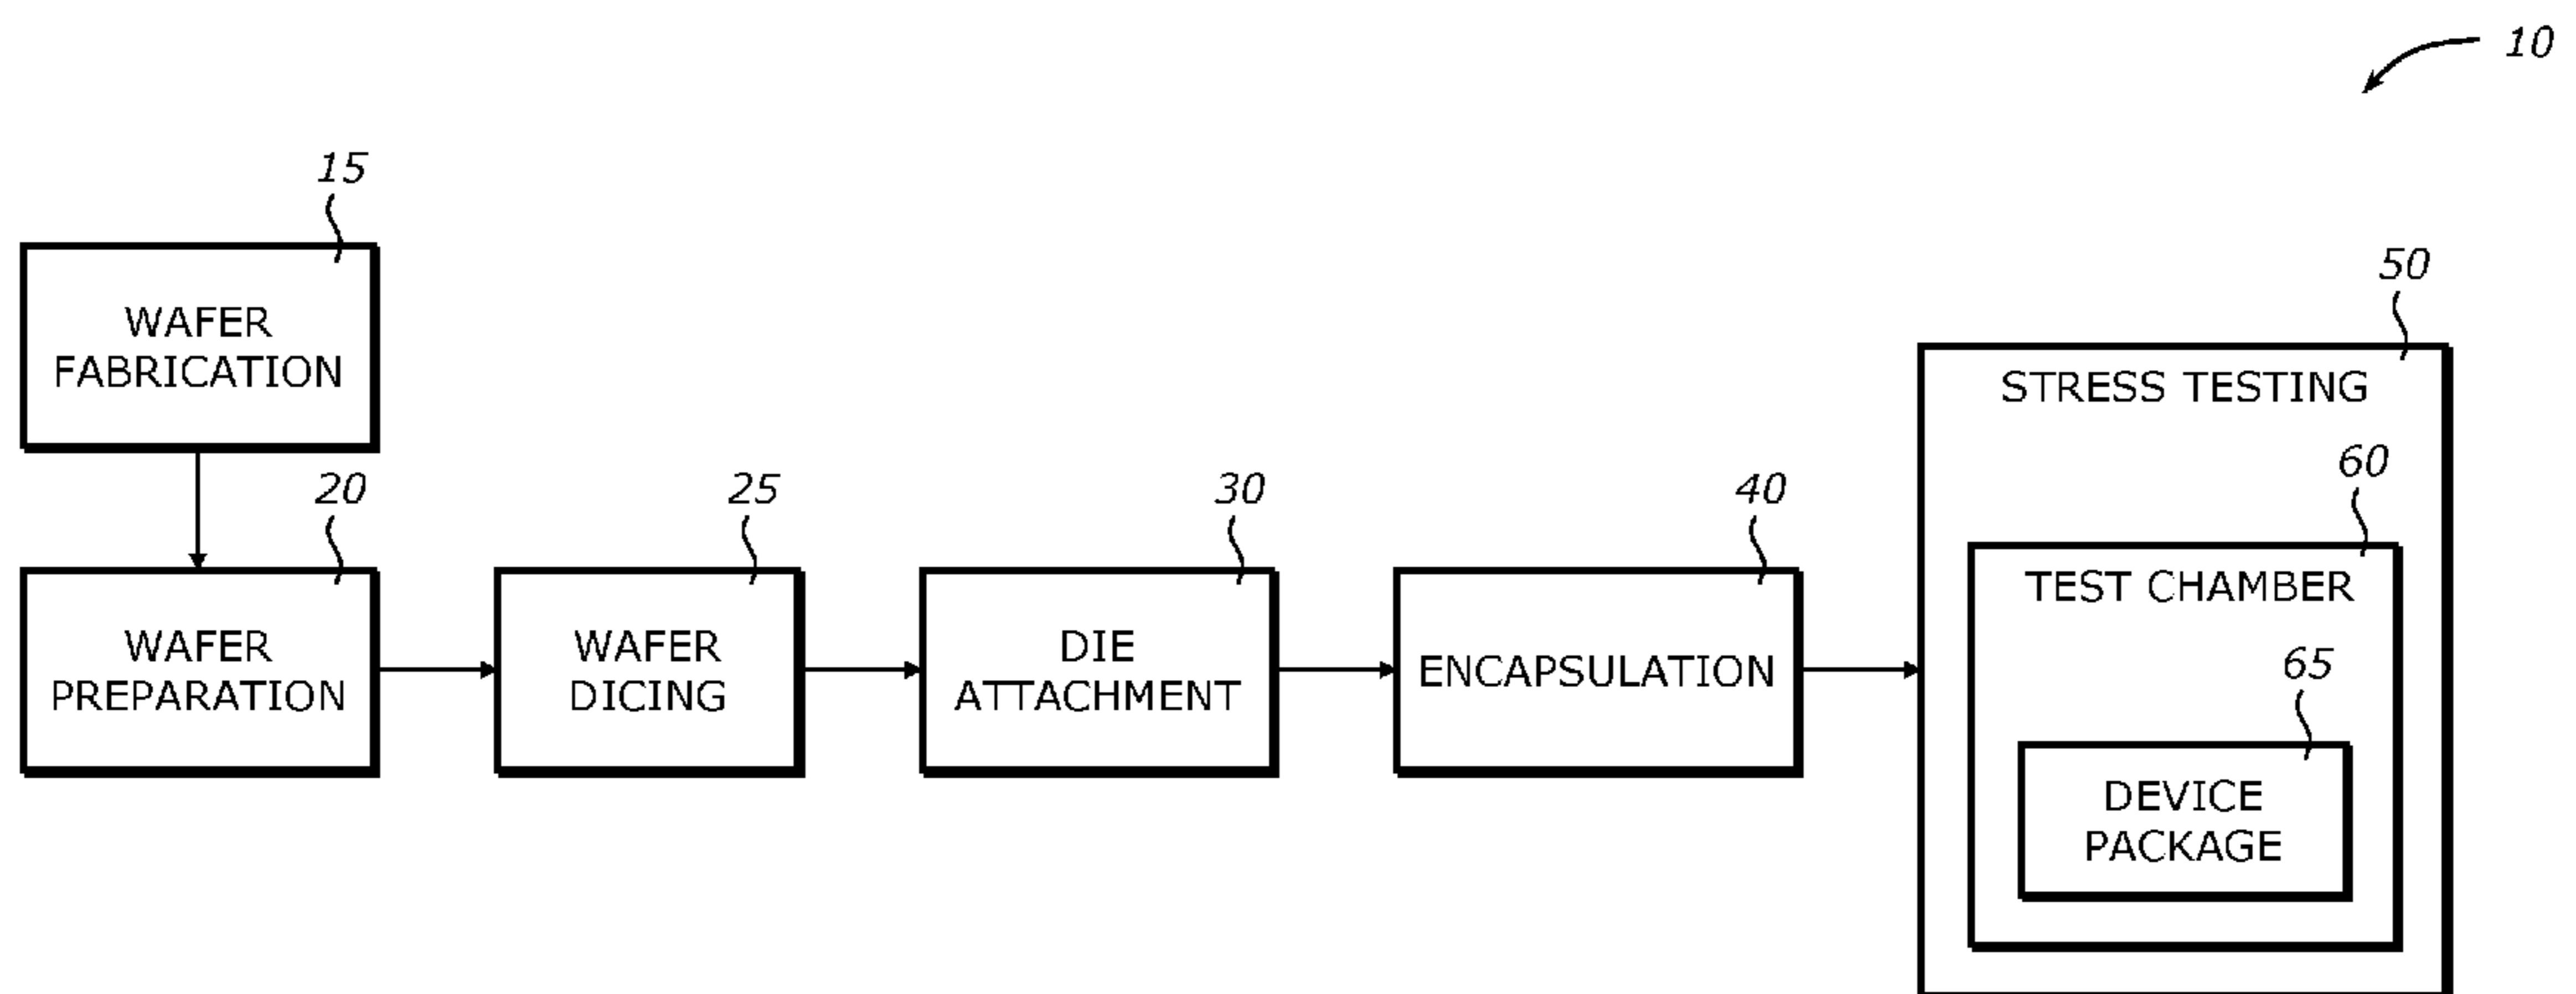 10
15
WAFER
FABRICATION
20
WAFER
PREPARATION
25
WAFER
DICING
30
DIE
ATTACHMENT
40
ENCAPSULATION
50
STRESS TESTING
60
TEST CHAMBER
65
DEVICE
PACKAGE